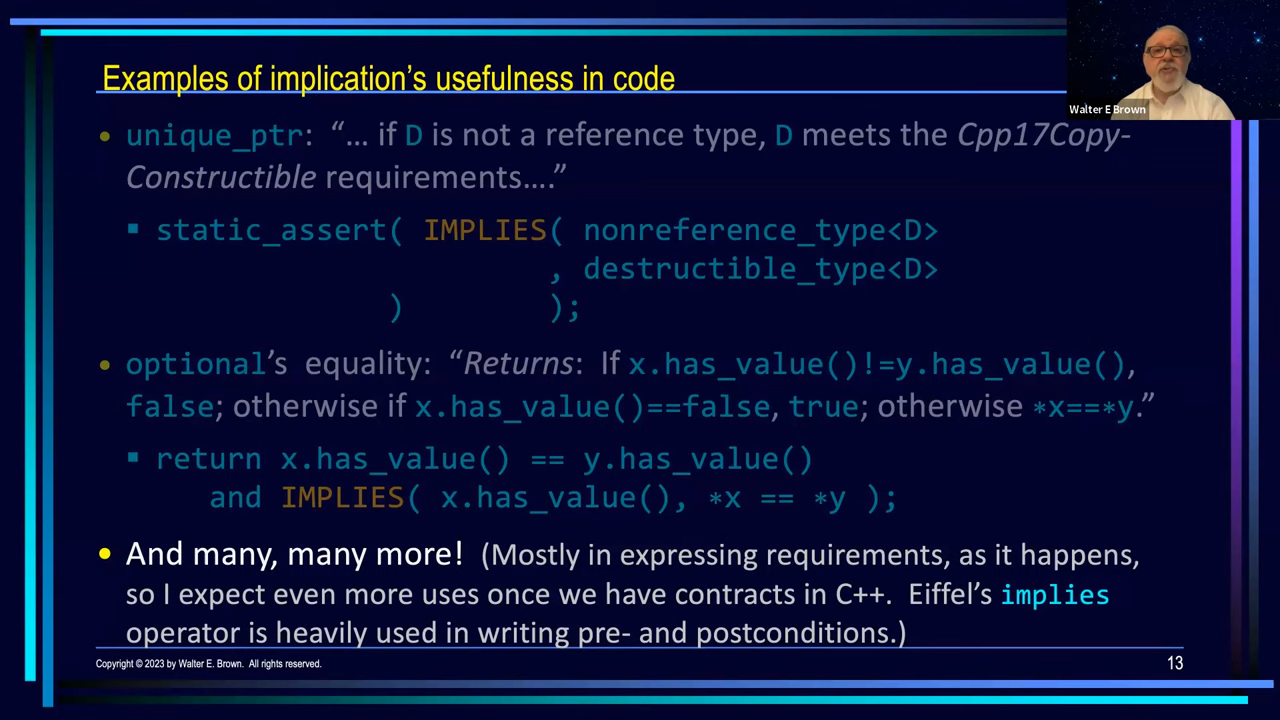 Examples of implication’s usefulness in code
Walter E Brown
• unique_ptr: “… if D is not a reference type, D meets the Cpp17Copy-
Constructible requirements….”
▪ static_assert( IMPLIES( nonreference_type<D>
, destructible_type<D>
) );
• optional’s equality: “Returns: If x.has_value()!=y.has_value(),
false; otherwise if x.has_value()==false, true; otherwise *x==*y.”
▪ return x.has_value() == y.has_value()
and IMPLIES( x.has_value(), *x == *y );
• And many, many more! (Mostly in expressing requirements, as it happens,
so I expect even more uses once we have contracts in C++. Eiffel’s implies
operator is heavily used in writing pre- and postconditions.)
Copyright © 2023 by Walter E. Brown. All rights reserved.
13